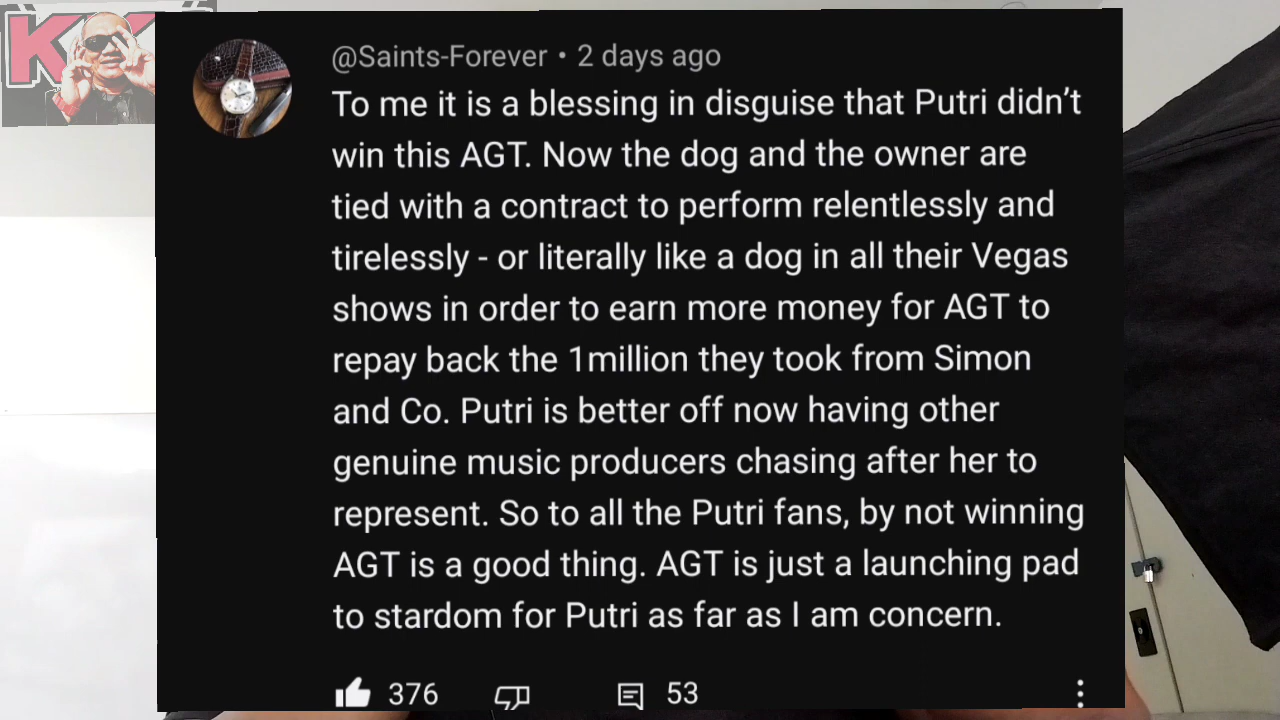 KK
@Saints-Forever • 2 days ago
To me it is a blessing in disguise that Putri didn’t
win this AGT. Now the dog and the owner are
tied with a contract to perform relentlessly and
tirelessly - or literally like a dog in all their Vegas
shows in order to earn more money for AGT to
repay back the 1million they took from Simon
and Co. Putri is better off now having other
genuine music producers chasing after her to
represent. So to all the Putri fans, by not winning
AGT is a good thing. AGT is just a launching pad
to stardom for Putri as far as I am concern.
376 53